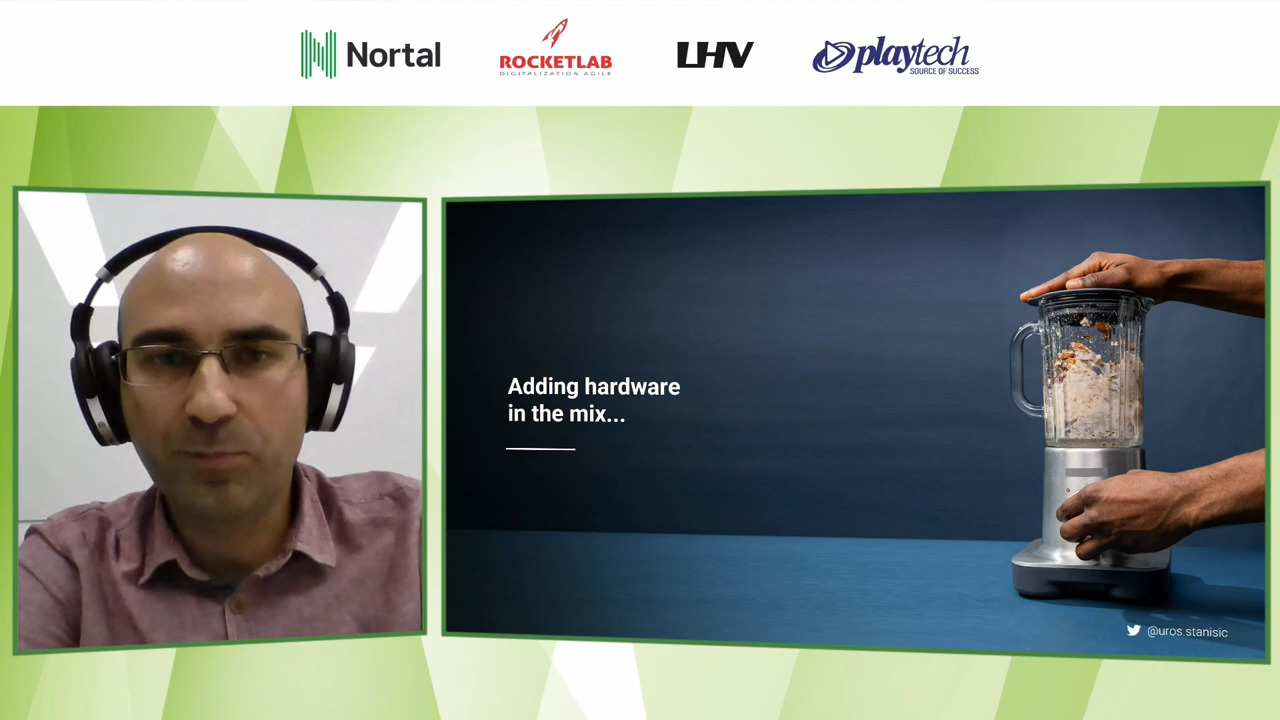 Nortal
ROCKETLAB
DIGITALIZATION AGILE
LHV
playtech
SOURCE OF SUCCESS
Adding hardware
in the mix...
@uros.stanisic